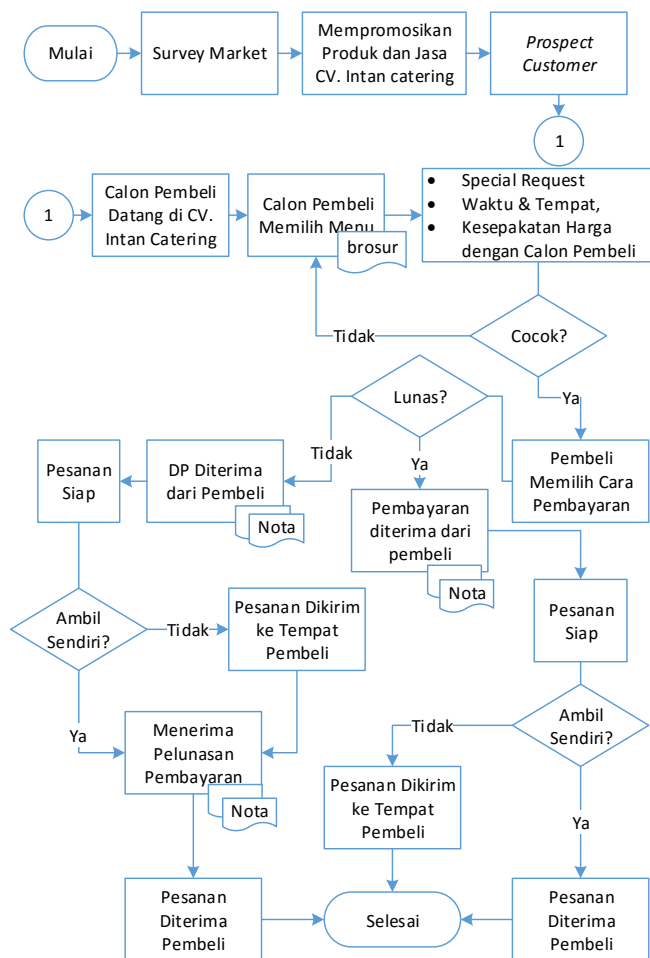 Mulai
Survey Market
Mempromosikan
Produk dan Jasa
CV. Intan catering
Prospect
Customer
1
1
Calon Pembeli
Datang di CV.
Intan Catering
Calon Pembeli
Memilih Menu
brosur
• Special Request
• Waktu & Tempat,
• Kesepakatan Harga
dengan Calon Pembeli
Tidak
Cocok?
Ya
Lunas?
Tidak
Ya
Pembeli
Memilih Cara
Pembayaran
Pesanan
Siap
DP Diterima
dari Pembeli
Nota
Pembayaran
diterima dari
pembeli
Nota
Pesanan
Siap
Ambil
Sendiri?
Tidak
Pesanan Dikirim
ke Tempat
Pembeli
Ya
Menerima
Pelunasan
Pembayaran
Nota
Tidak
Ambil
Sendiri?
Pesanan Dikirim
ke Tempat
Pembeli
Ya
Pesanan
Diterima
Pembeli
Selesai
Pesanan
Diterima
Pembeli